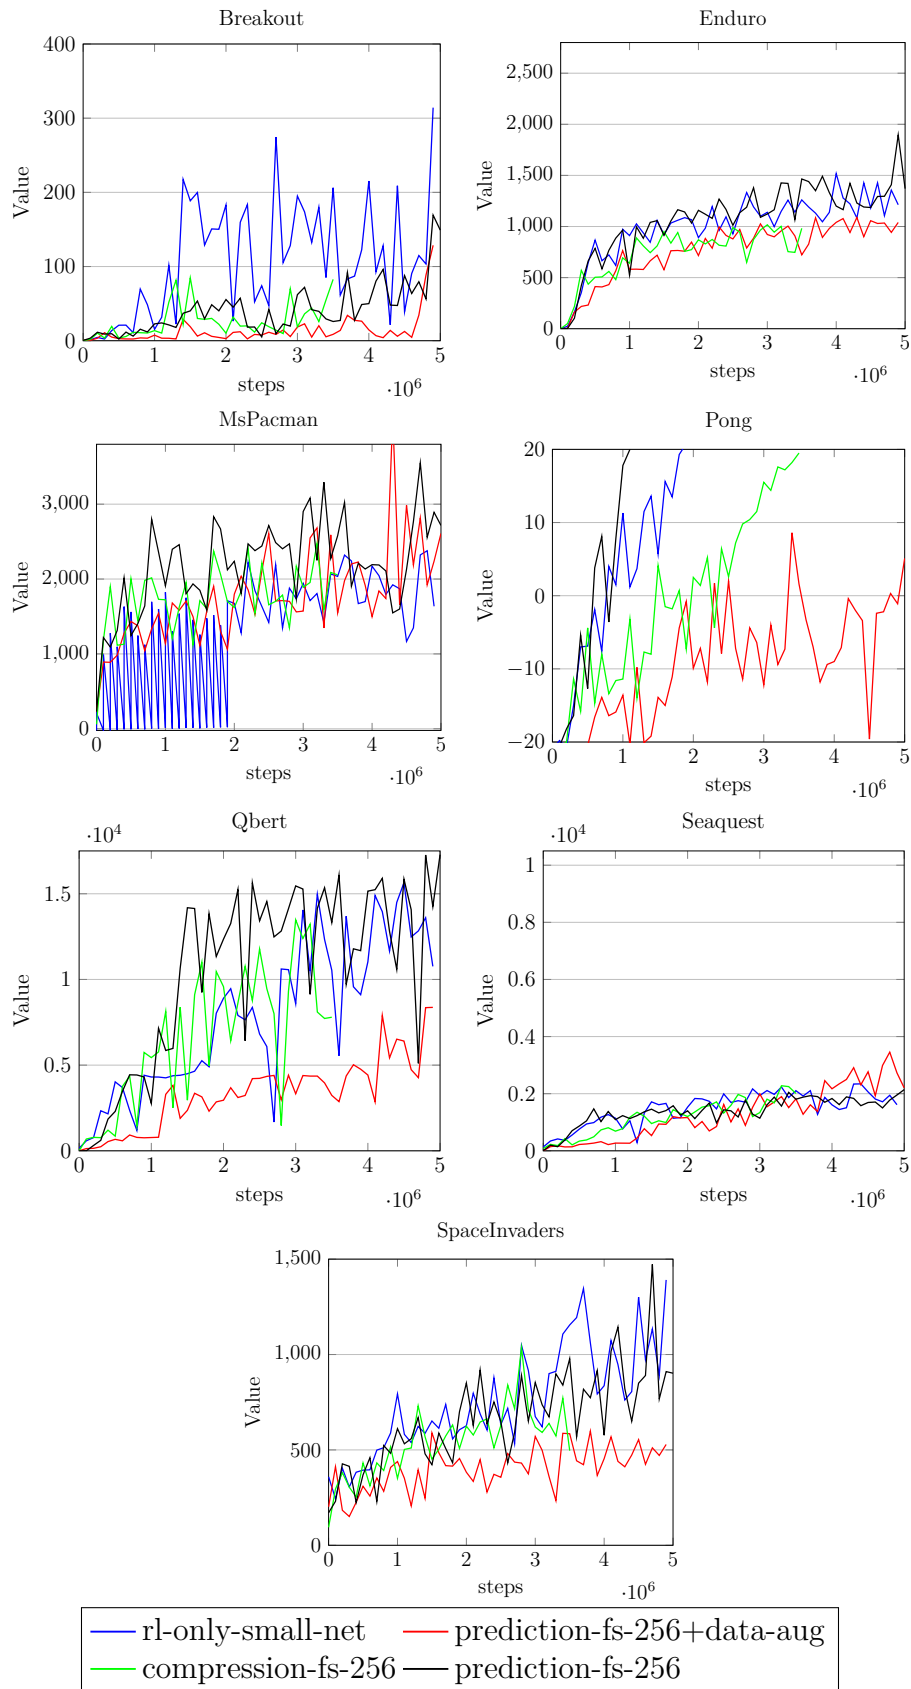 Breakout
Enduro
400
300
200
100
0
Value
0 1 2 3 4 5
steps
·10^6
2,500
2,000
1,500
1,000
500
0
Value
0 1 2 3 4 5
steps
·10^6
MsPacman
Pong
3,000
2,000
1,000
0
Value
0 1 2 3 4 5
steps
·10^6
20
10
0
−10
−20
Value
1 2 3 4 5
steps
·10^6
Qbert
Seaquest
·10^4
1.5
1
0.5
0
Value
0 1 2 3 4 5
steps
·10^6
·10^4
1
0.8
0.6
0.4
0.2
0
Value
0 1 2 3 4 5
steps
·10^6
SpaceInvaders
1,500
1,000
500
0
Value
0 1 2 3 4 5
steps
·10^6
rl-only-small-net prediction-fs-256+data-aug
compression-fs-256 prediction-fs-256